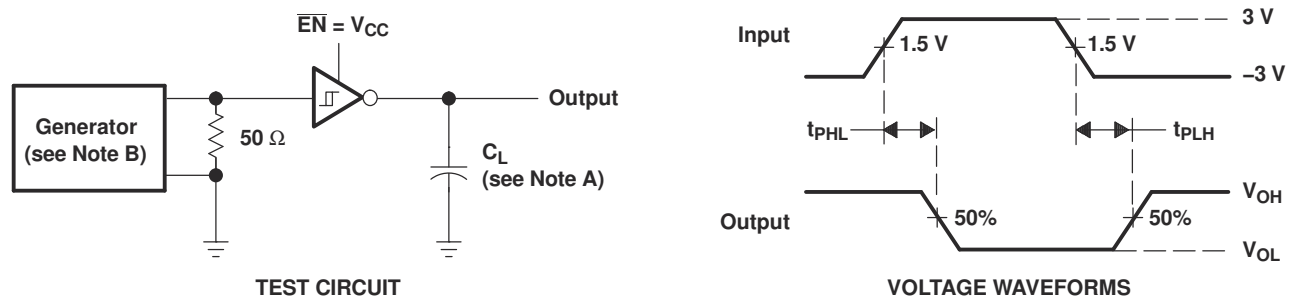 EN = VCC
Generator
(see Note B)
50 Ω
Output
CL
(see Note A)
TEST CIRCUIT
Input
1.5 V
1.5 V
3 V
−3 V
tPHL
tPLH
Output
50%
50%
VOH
VOL
VOLTAGE WAVEFORMS